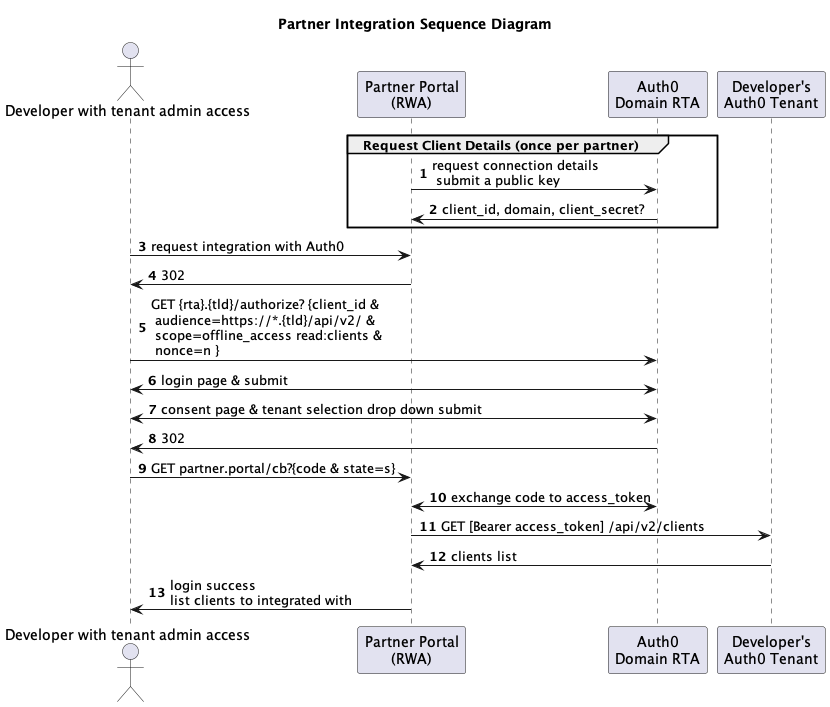 Partner Integration Sequence Diagram
Developer with tenant admin access
Partner Portal
(RWA)
Auth0
Domain RTA
Developer's
Auth0 Tenant
Request Client Details (once per partner)
1 request connection details
submit a public key
2 client_id, domain, client_secret?
3 request integration with Auth0
4 302
GET {rta}.{tld}/authorize? {client_id &
audience=https://*.{tld}/api/v2/ &
5 scope=offline_access read:clients &
nonce=n }
6 login page & submit
7 consent page & tenant selection drop down submit
8 302
9 GET partner.portal/cb?{code & state=s}
10 exchange code to access_token
11 GET [Bearer access_token] /api/v2/clients
12 clients list
13 login success
list clients to integrated with
Developer with tenant admin access
Partner Portal
(RWA)
Auth0
Domain RTA
Developer's
Auth0 Tenant